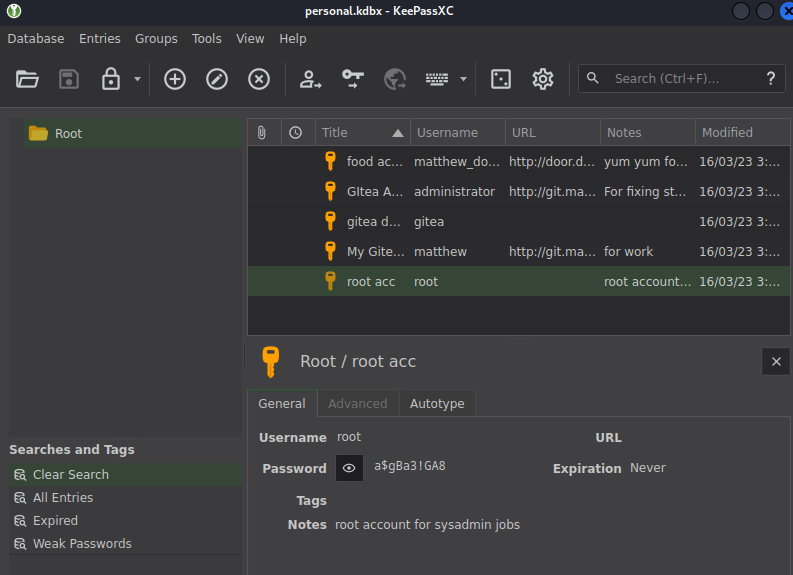 personal.kdbx - KeePassXC
Database Entries Groups Tools View Help
Search (Ctrl+F)... ?
Root
Title Username URL Notes Modified
food ac... matthew_do... http://door.d... yum yum fo... 16/03/23 3:...
GItea A... administrator http://git.ma... For fixing st... 16/03/23 3:...
gitea d... gitea 16/03/23 3:...
My Gite... matthew http://git.ma... for work 16/03/23 3:...
root acc root root account... 16/03/23 3:...
Root / root acc
General Advanced Autotype
Username root URL
Password a$gBa3!GA8 Expiration Never
Tags
Notes root account for sysadmin jobs
Searches and Tags
Clear Search
All Entries
Expired
Weak Passwords